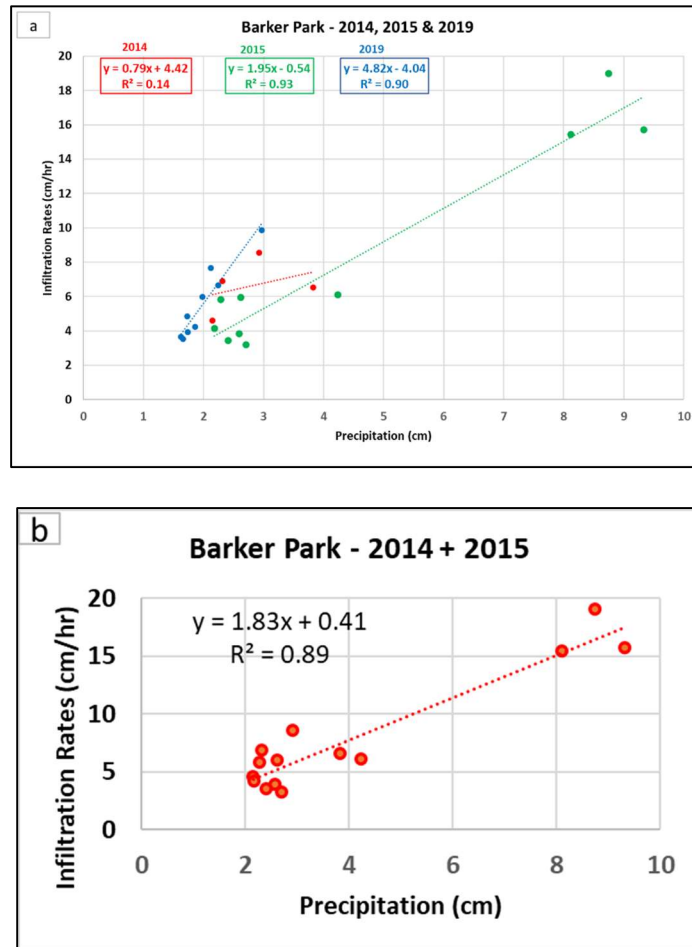 a
Barker Park - 2014, 2015 & 2019
2014 2015 2019
y = 0.79x + 4.42 y = 1.95x - 0.54 y = 4.82x - 4.04
R² = 0.14 R² = 0.93 R² = 0.90
Infiltration Rates (cm/hr)
20
18
16
14
12
10
8
6
4
2
0
0 1 2 3 4 5 6 7 8 9 10
Precipitation (cm)
b
Barker Park - 2014 + 2015
y = 1.83x + 0.41
R² = 0.89
Infiltration Rates (cm/hr)
20
15
10
5
0
0 2 4 6 8 10
Precipitation (cm)